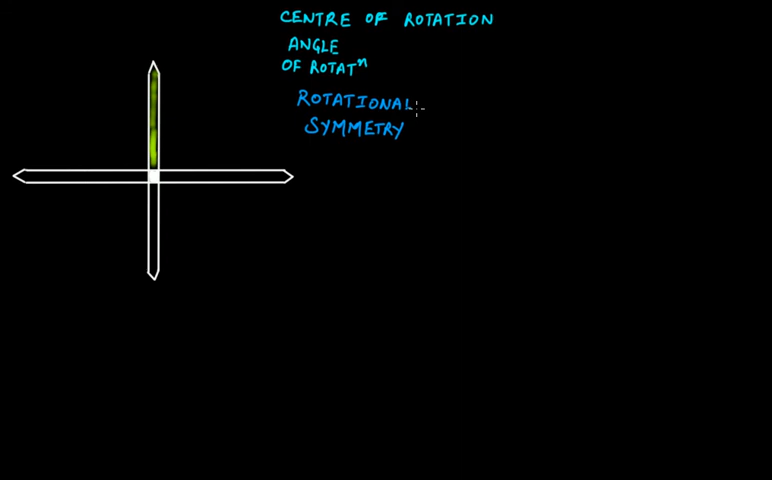 CENTRE OF ROTATION
ANGLE
OF ROTATⁿ
ROTATIONAL
SYMMETRY